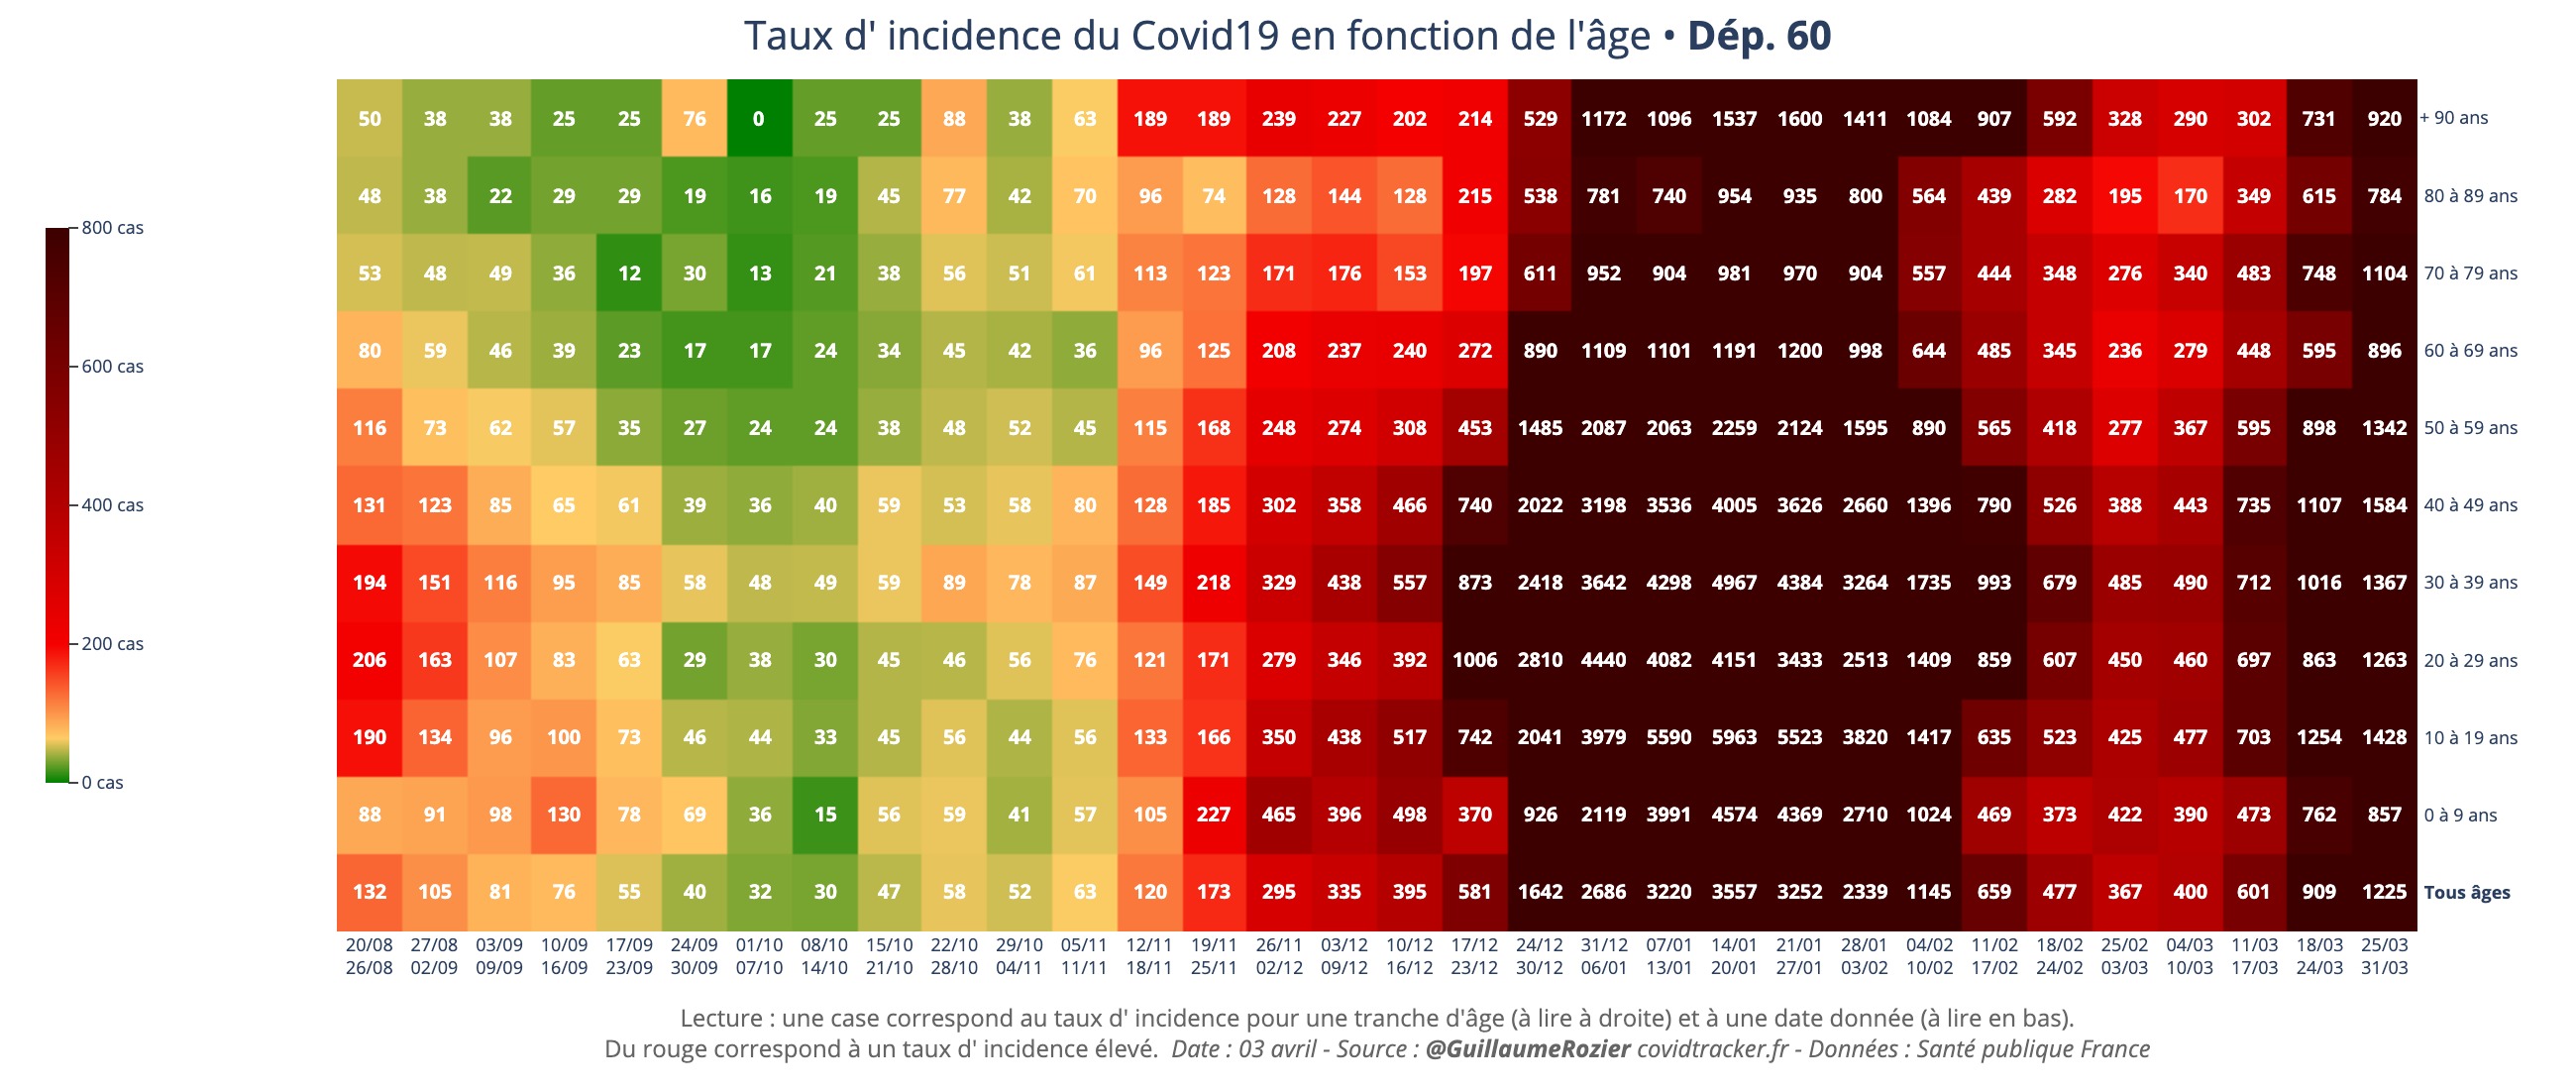 Taux d' incidence du Covid19 en fonction de l'âge • Dép. 60
50 38 38 25 25 76 0 25 25 88 38 63 189 189 239 227 202 214 529 1172 1096 1537 1600 1411 1084 907 592 328 290 302 731 920 + 90 ans
48 38 22 29 29 19 16 19 45 77 42 70 96 74 128 144 128 215 538 781 740 954 935 800 564 439 282 195 170 349 615 784 80 à 89 ans
53 48 49 36 12 30 13 21 38 56 51 61 113 123 171 176 153 197 611 952 904 981 970 904 557 444 348 276 340 483 748 1104 70 à 79 ans
80 59 46 39 23 17 17 24 34 45 42 36 96 125 208 237 240 272 890 1109 1101 1191 1200 998 644 485 345 236 279 448 595 896 60 à 69 ans
116 73 62 57 35 27 24 24 38 48 52 45 115 168 248 274 308 453 1485 2087 2063 2259 2124 1595 890 565 418 277 367 595 898 1342 50 à 59 ans
131 123 85 65 61 39 36 40 59 53 58 80 128 185 302 358 466 740 2022 3198 3536 4005 3626 2660 1396 790 526 388 443 735 1107 1584 40 à 49 ans
194 151 116 95 85 58 48 49 59 89 78 87 149 218 329 438 557 873 2418 3642 4298 4967 4384 3264 1735 993 679 485 490 712 1016 1367 30 à 39 ans
206 163 107 83 63 29 38 30 45 46 56 76 121 171 279 346 392 1006 2810 4440 4082 4151 3433 2513 1409 859 607 450 460 697 863 1263 20 à 29 ans
190 134 96 100 73 46 44 33 45 56 44 56 133 166 350 438 517 742 2041 3979 5590 5963 5523 3820 1417 635 523 425 477 703 1254 1428 10 à 19 ans
88 91 98 130 78 69 36 15 56 59 41 57 105 227 465 396 498 370 926 2119 3991 4574 4369 2710 1024 469 373 422 390 473 762 857 0 à 9 ans
132 105 81 76 55 40 32 30 47 58 52 63 120 173 295 335 395 581 1642 2686 3220 3557 3252 2339 1145 659 477 367 400 601 909 1225 Tous âges
20/08 27/08 03/09 10/09 17/09 24/09 01/10 08/10 15/10 22/10 29/10 05/11 12/11 19/11 26/11 03/12 10/12 17/12 24/12 31/12 07/01 14/01 21/01 28/01 04/02 11/02 18/02 25/02 04/03 11/03 18/03 25/03
26/08 02/09 09/09 16/09 23/09 30/09 07/10 14/10 21/10 28/10 04/11 11/11 18/11 25/11 02/12 09/12 16/12 23/12 30/12 06/01 13/01 20/01 27/01 03/02 10/02 17/02 24/02 03/03 10/03 17/03 24/03 31/03
800 cas
600 cas
400 cas
200 cas
0 cas
Lecture : une case correspond au taux d' incidence pour une tranche d'âge (à lire à droite) et à une date donnée (à lire en bas).
Du rouge correspond à un taux d' incidence élevé. Date : 03 avril - Source : @GuillaumeRozier covidtracker.fr - Données : Santé publique France